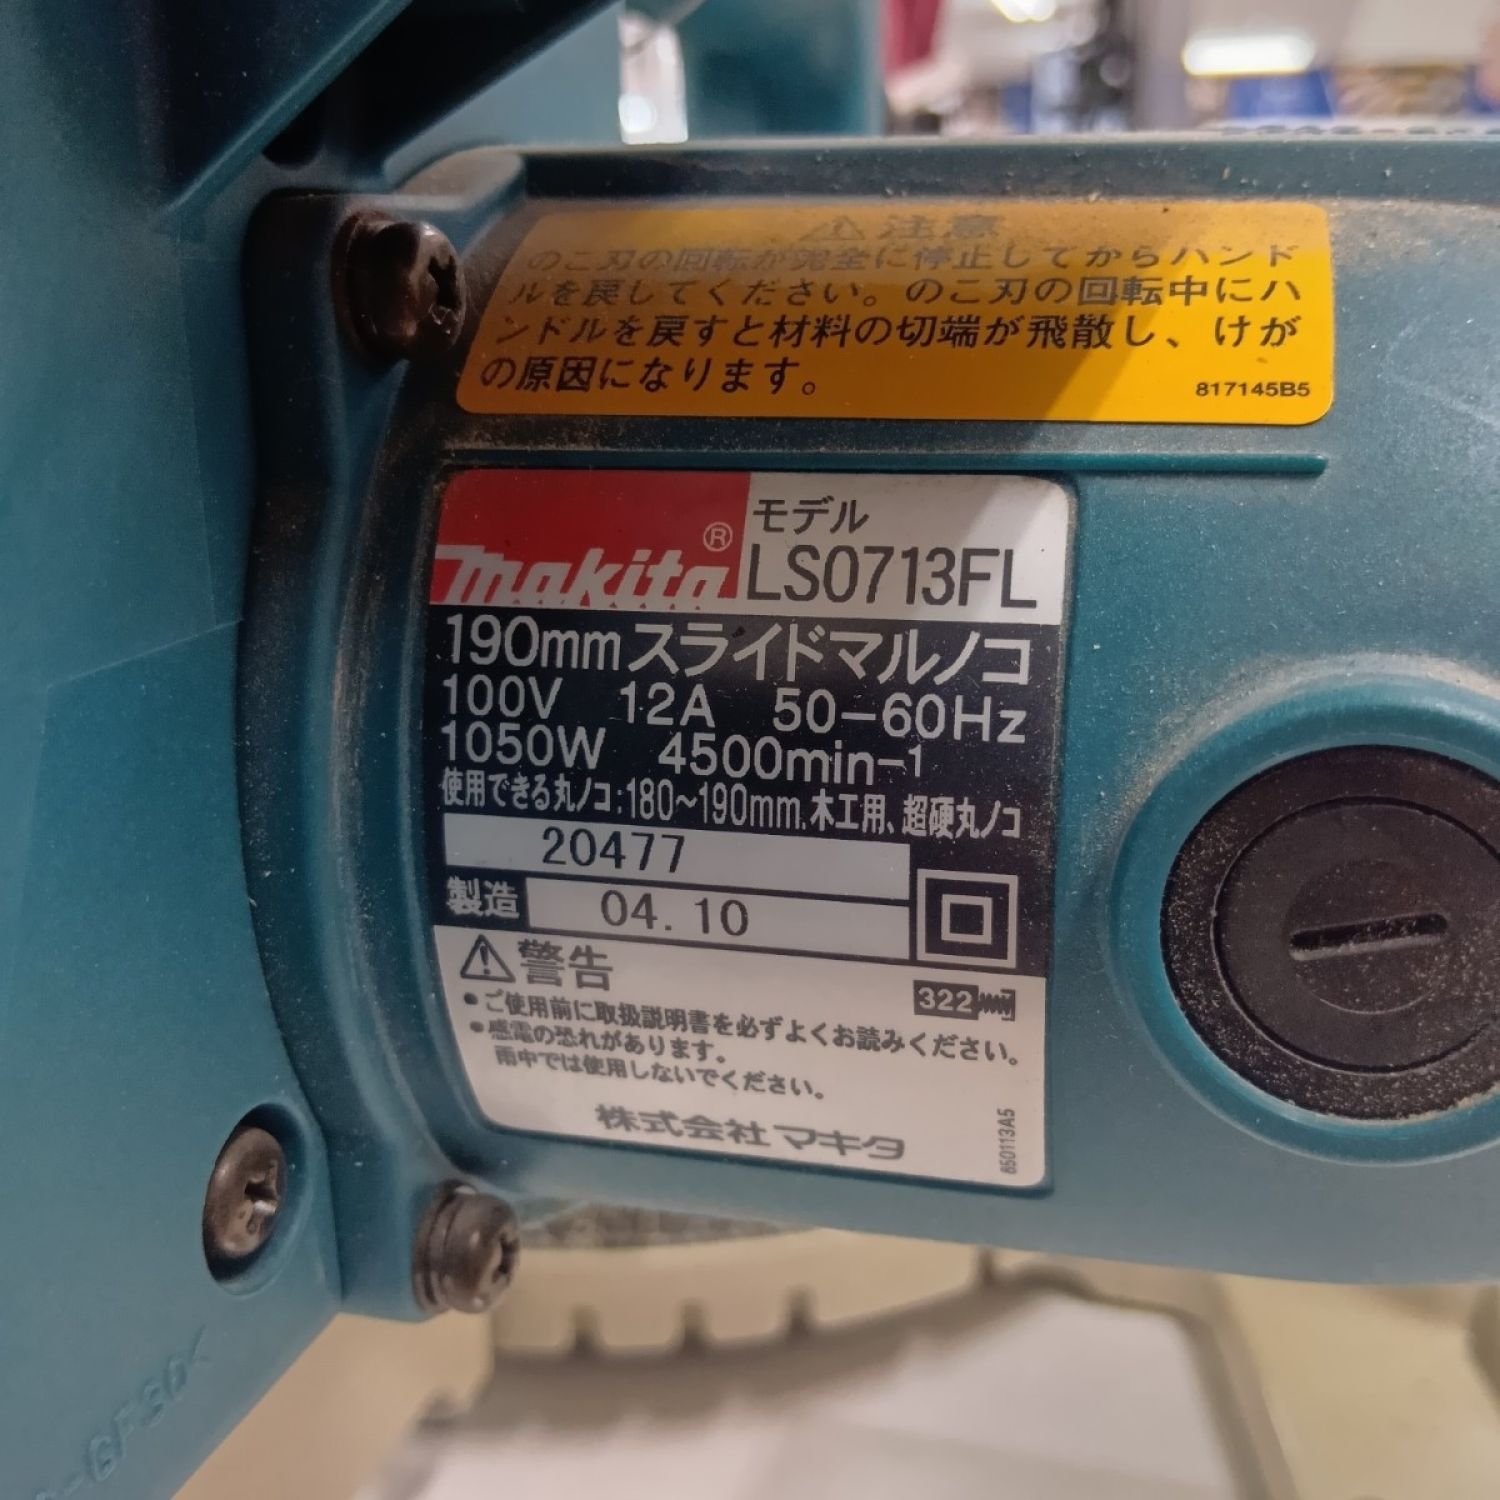 ⚠ 注意
のこ刃の回転が完全に停止してからハンド
ルを戻してください。のこ刃の回転中にハ
ンドルを戻すと材料の切端が飛散し、けが
の原因になります。
817145B5
makita®
モデル
LS0713FL
190mmスライドマルノコ
100V 12A 50-60Hz
1050W 4500min-1
使用できる丸ノコ:180~190mm.木工用、超硬丸ノコ
20477
製造 04.10
⚠警告
322
●ご使用前に取扱説明書を必ずよくお読みください。
●感電の恐れがあります。
雨中では使用しないでください。
株式会社マキタ
850113A5